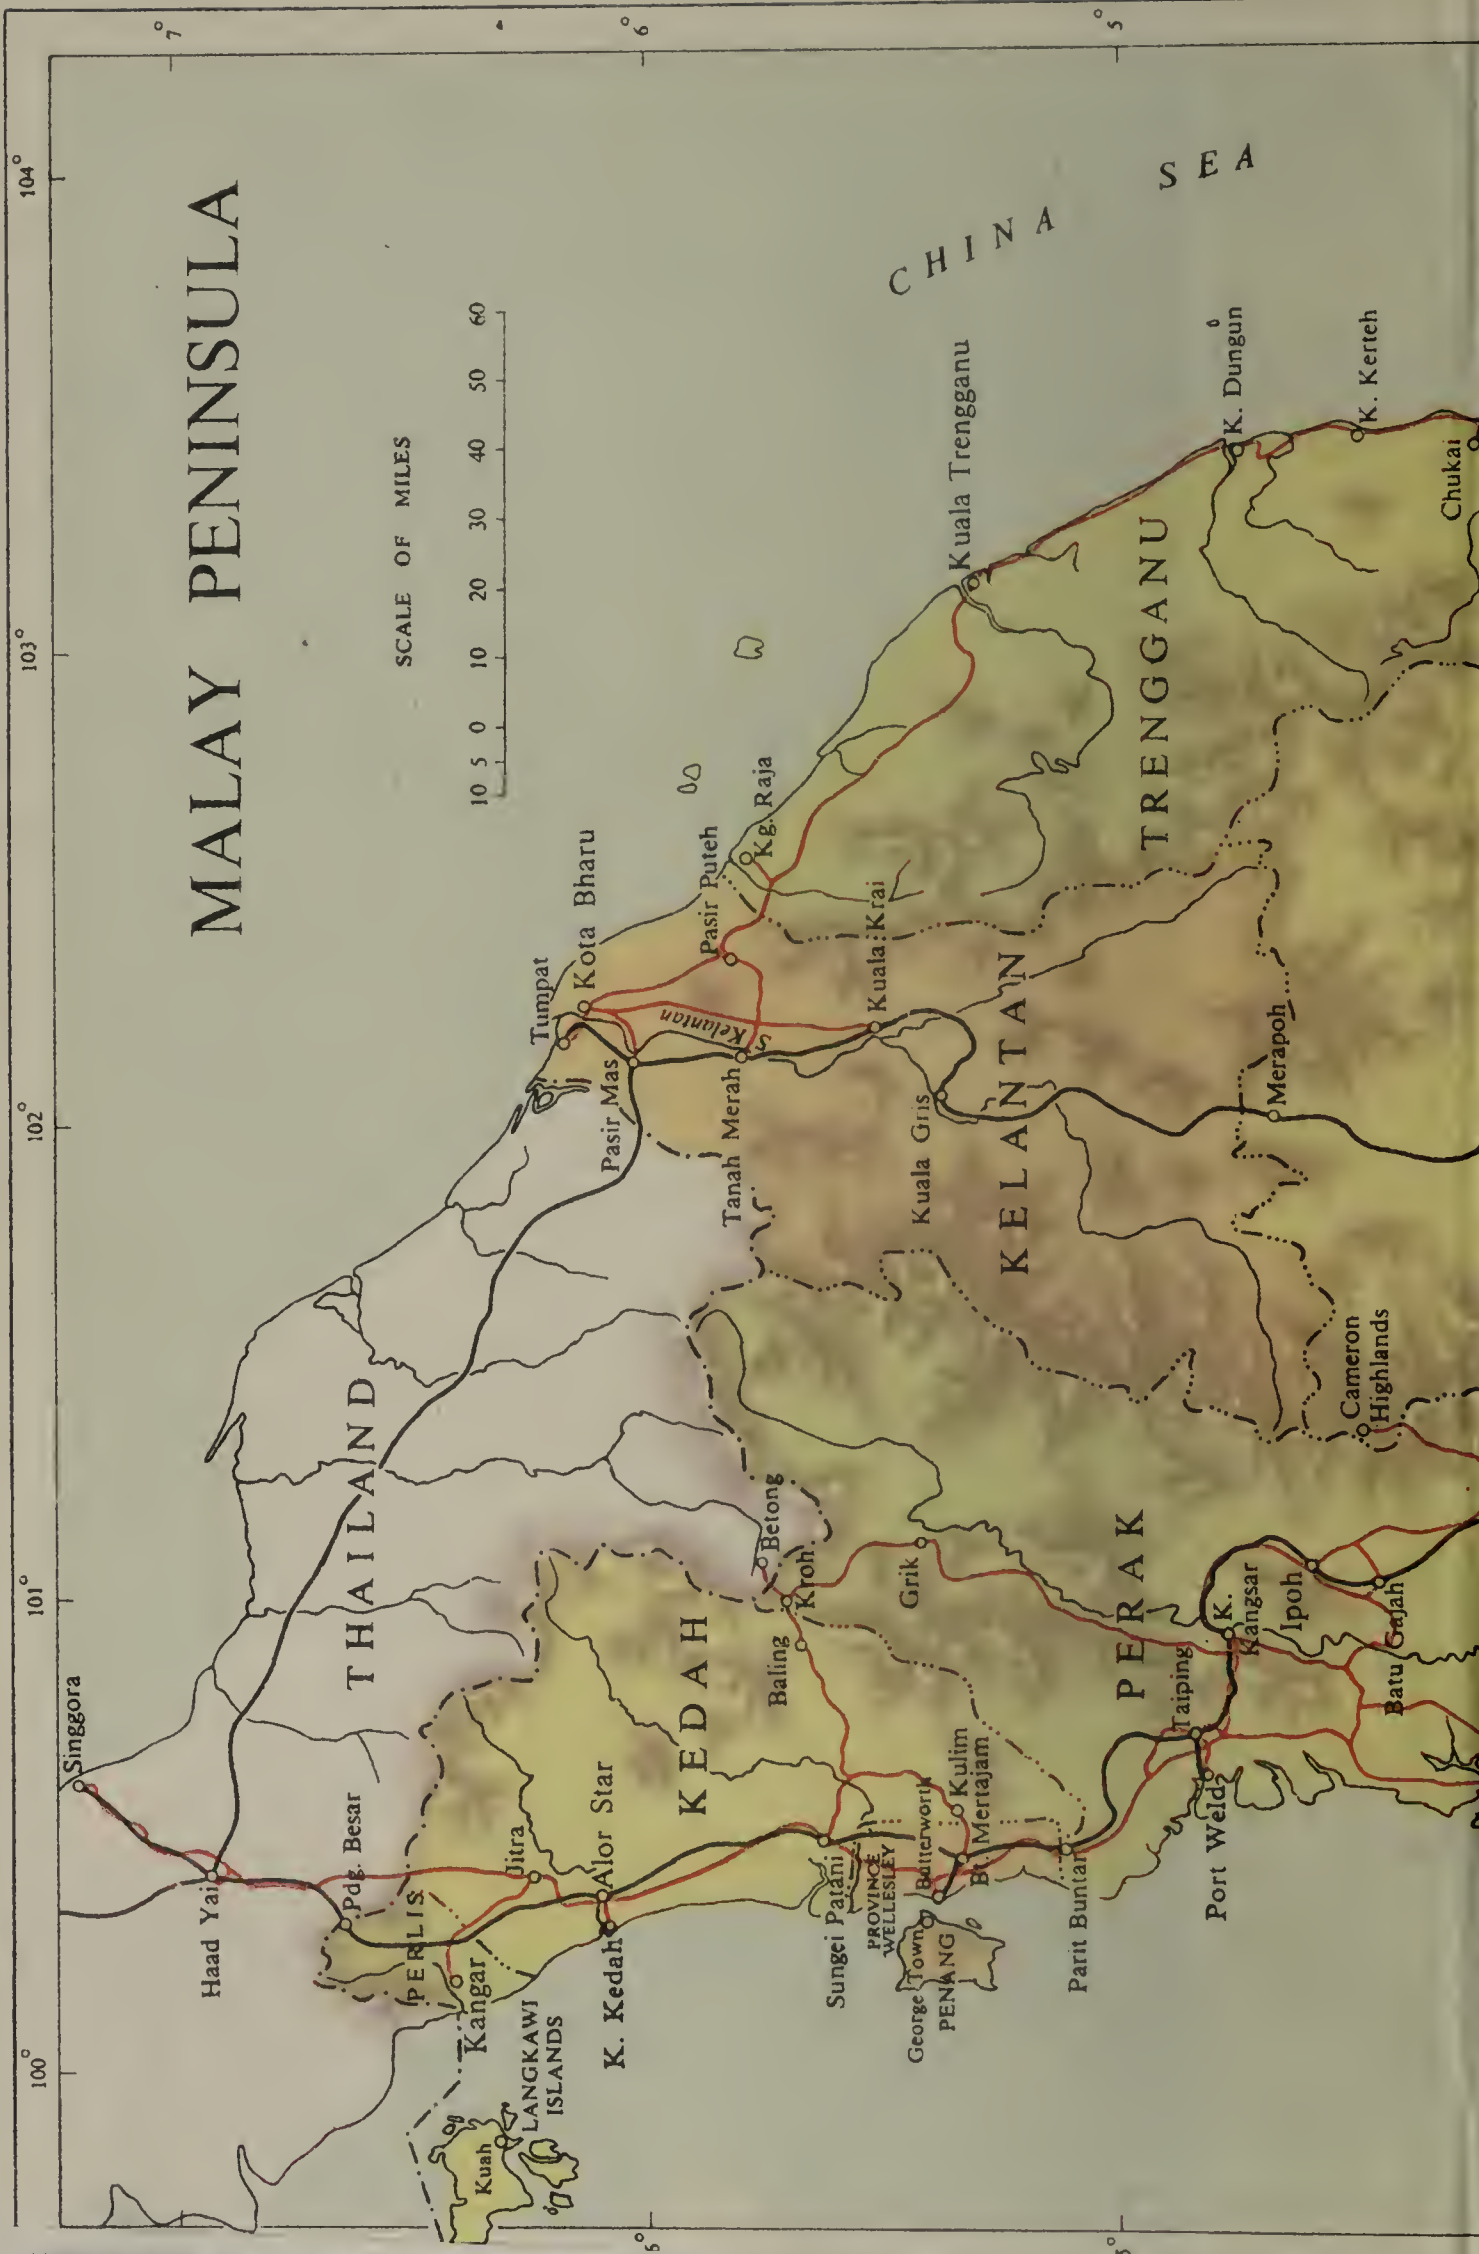 MALAY PENINSULA
SCALE OF MILES
10 5 0 10 20 30 40 50 60
100°
101°
102°
103°
104°
7°
6°
5°
CHINA SEA
THAILAND
Singgora
Haad Yai
Pdg. Besar
PERLIS
Kangar
Jitra
Alor Star
K. Kedah
LANGKAWI
ISLANDS
Kuah
KEDAH
Sungei Patani
PROVINCE
WELLESLEY
Butterworth
George Town
PENANG
Kulim
Bt. Mertajam
Parit Buntar
Baling
Kroh
Betong
Grik
PERAK
Taiping
Port Weld
K.
Kangsar
Ipoh
Batu Gajah
Cameron
Highlands
Tumpat
Kota Bharu
Pasir Mas
Pasir Puteh
Kg. Raja
S. Kelantan
Tanah Merah
Kuala Krai
Kuala Gris
KELANTAN
Merapoh
TRENGGANU
Kuala Trengganu
K. Dungun
K. Kerteh
Chukai